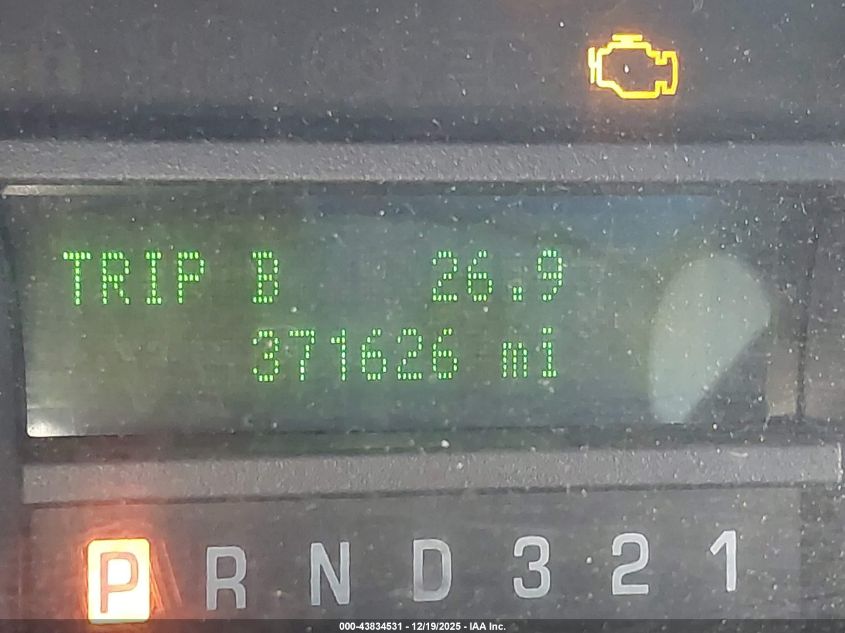 TRIP B 26.9
371626 mi
P R N D 3 2 1
000-43834531 - 12/19/2025 - IAA Inc.